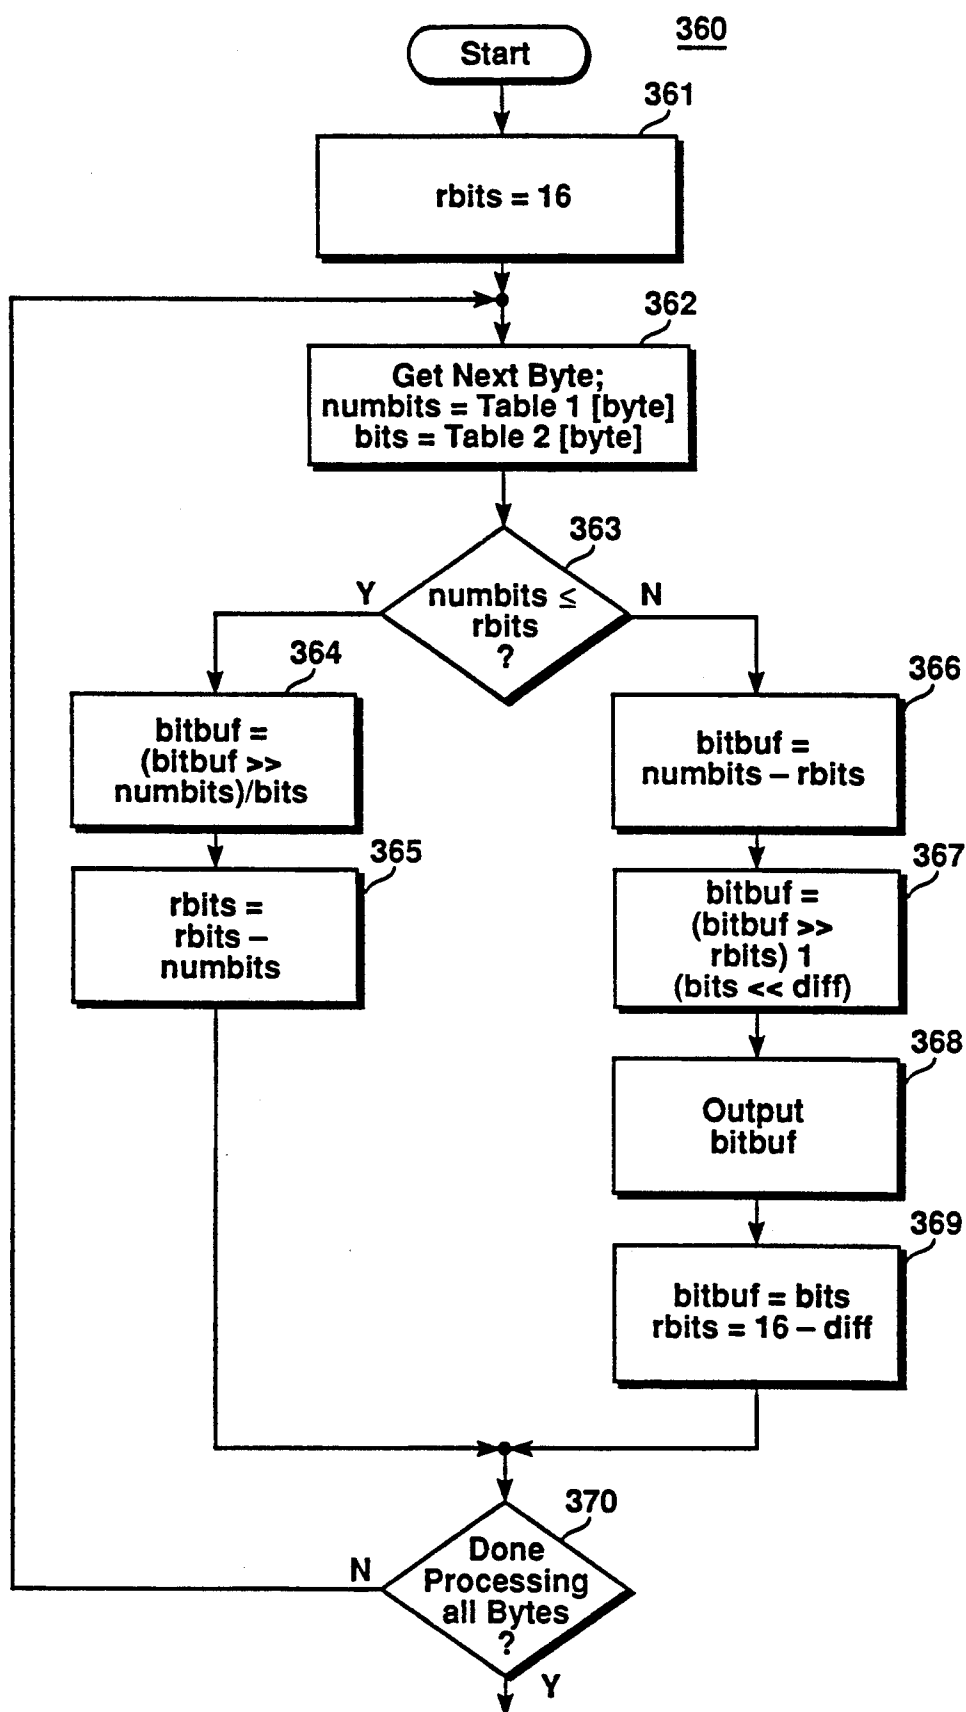 360
Start
361
rbits = 16
362
Get Next Byte;
numbits = Table 1 [byte]
bits = Table 2 [byte]
363
numbits ≤
rbits
?
Y
N
364
bitbuf =
(bitbuf >>
numbits)/bits
365
rbits =
rbits –
numbits
366
bitbuf =
numbits – rbits
367
bitbuf =
(bitbuf >>
rbits) 1
(bits << diff)
368
Output
bitbuf
369
bitbuf = bits
rbits = 16 – diff
370
Done
Processing
all Bytes
?
N
Y